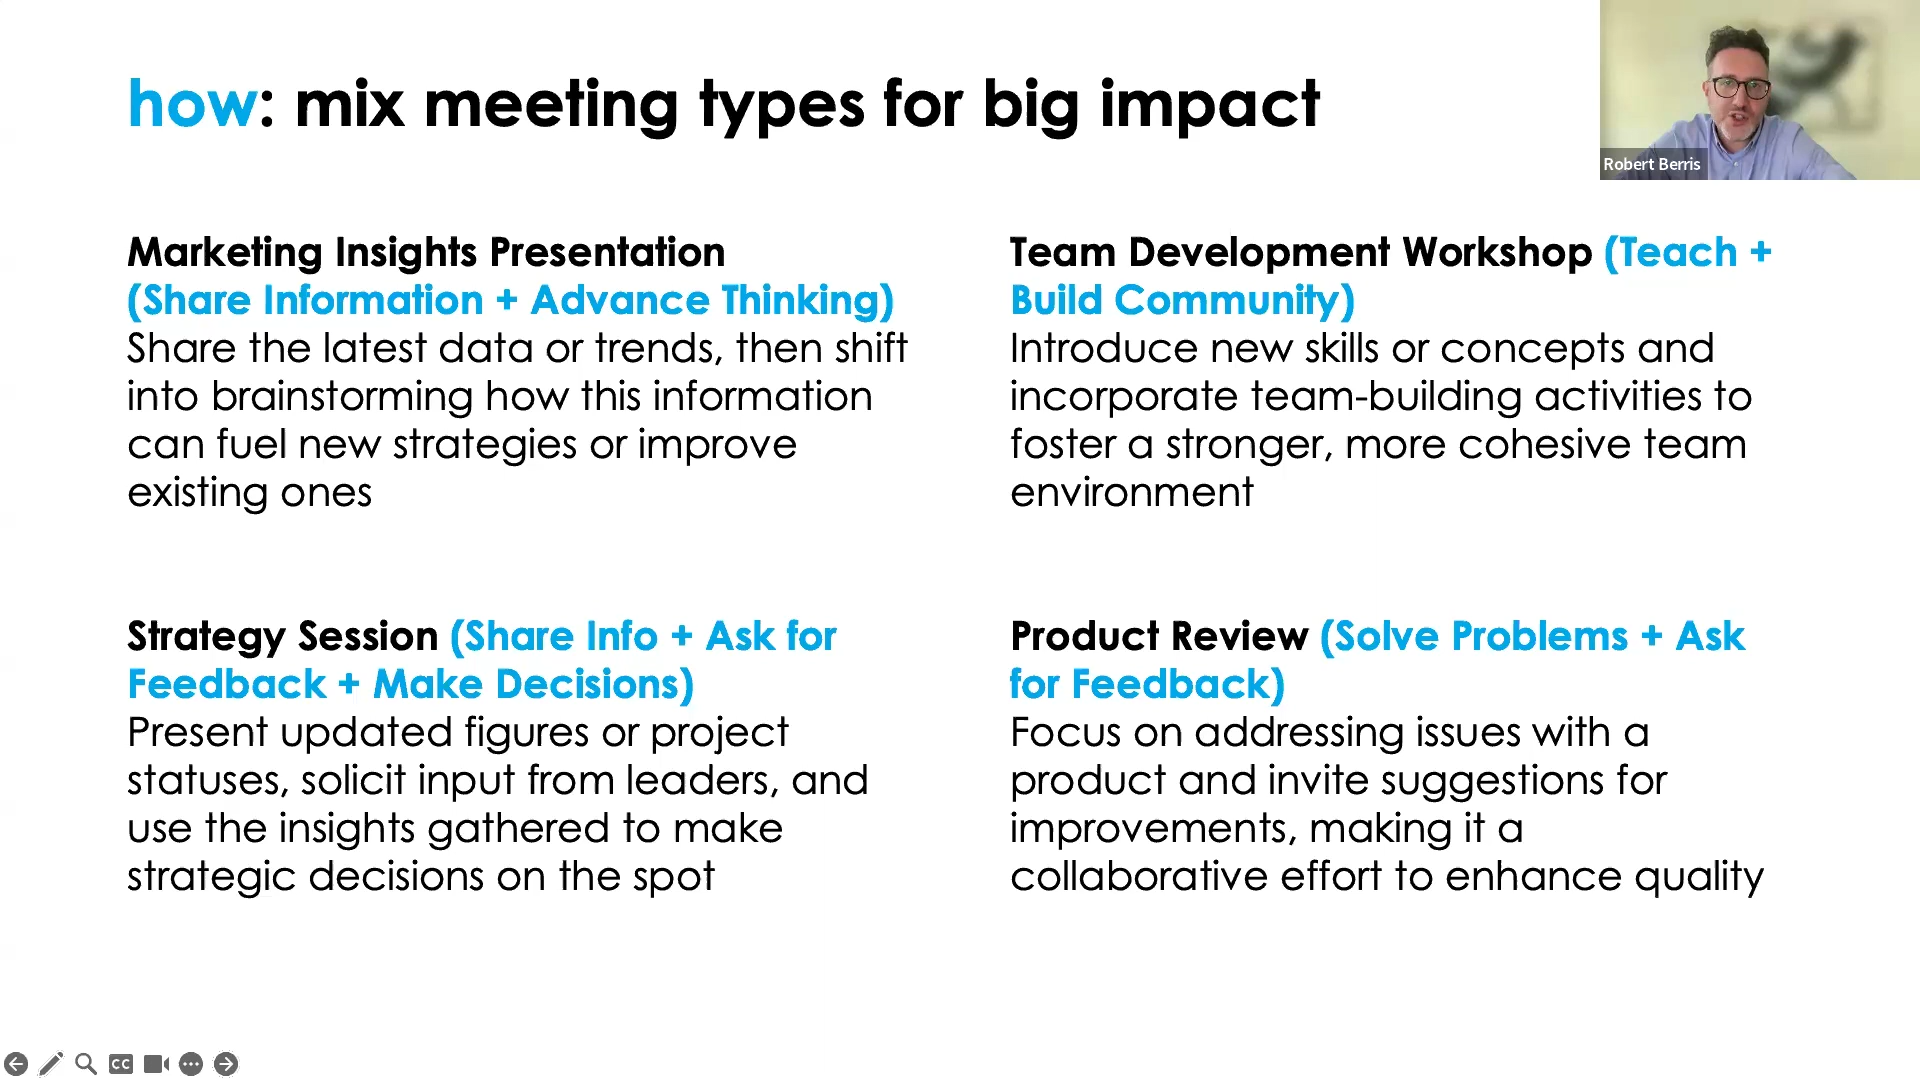 how: mix meeting types for big impact
Robert Berris
Marketing Insights Presentation
(Share Information + Advance Thinking)
Share the latest data or trends, then shift
into brainstorming how this information
can fuel new strategies or improve
existing ones
Team Development Workshop (Teach +
Build Community)
Introduce new skills or concepts and
incorporate team-building activities to
foster a stronger, more cohesive team
environment
Strategy Session (Share Info + Ask for
Feedback + Make Decisions)
Present updated figures or project
statuses, solicit input from leaders, and
use the insights gathered to make
strategic decisions on the spot
Product Review (Solve Problems + Ask
for Feedback)
Focus on addressing issues with a
product and invite suggestions for
improvements, making it a
collaborative effort to enhance quality
CC